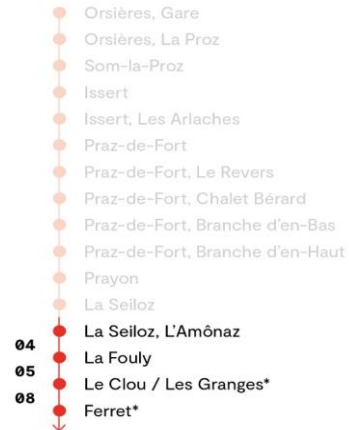 Orsières, Gare
Orsières, La Proz
Som-la-Proz
Issert
Issert, Les Arlaches
Praz-de-Fort
Praz-de-Fort, Le Revers
Praz-de-Fort, Chalet Bérard
Praz-de-Fort, Branche d'en-Bas
Praz-de-Fort, Branche d'en-Haut
Prayon
La Seiloz
La Seiloz, L'Amônaz
04
La Fouly
05
Le Clou / Les Granges*
08
Ferret*